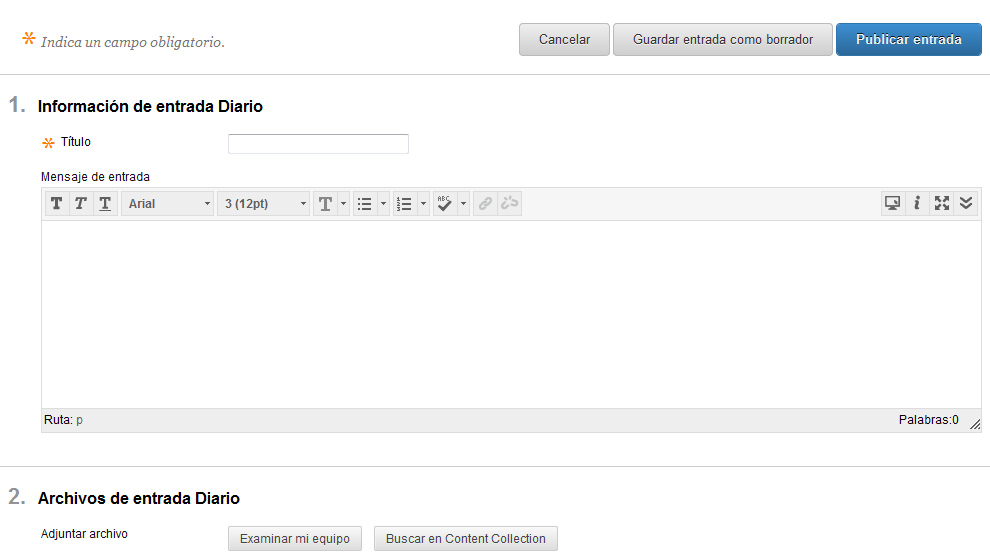 Indica un campo obligatorio.
Cancelar
Guardar entrada como borrador
Publicar entrada
1. Información de entrada Diario
Título
Mensaje de entrada
T T T Arial 3 (12pt) T ABC i
Ruta: p
Palabras:0
2. Archivos de entrada Diario
Adjuntar archivo
Examinar mi equipo
Buscar en Content Collection